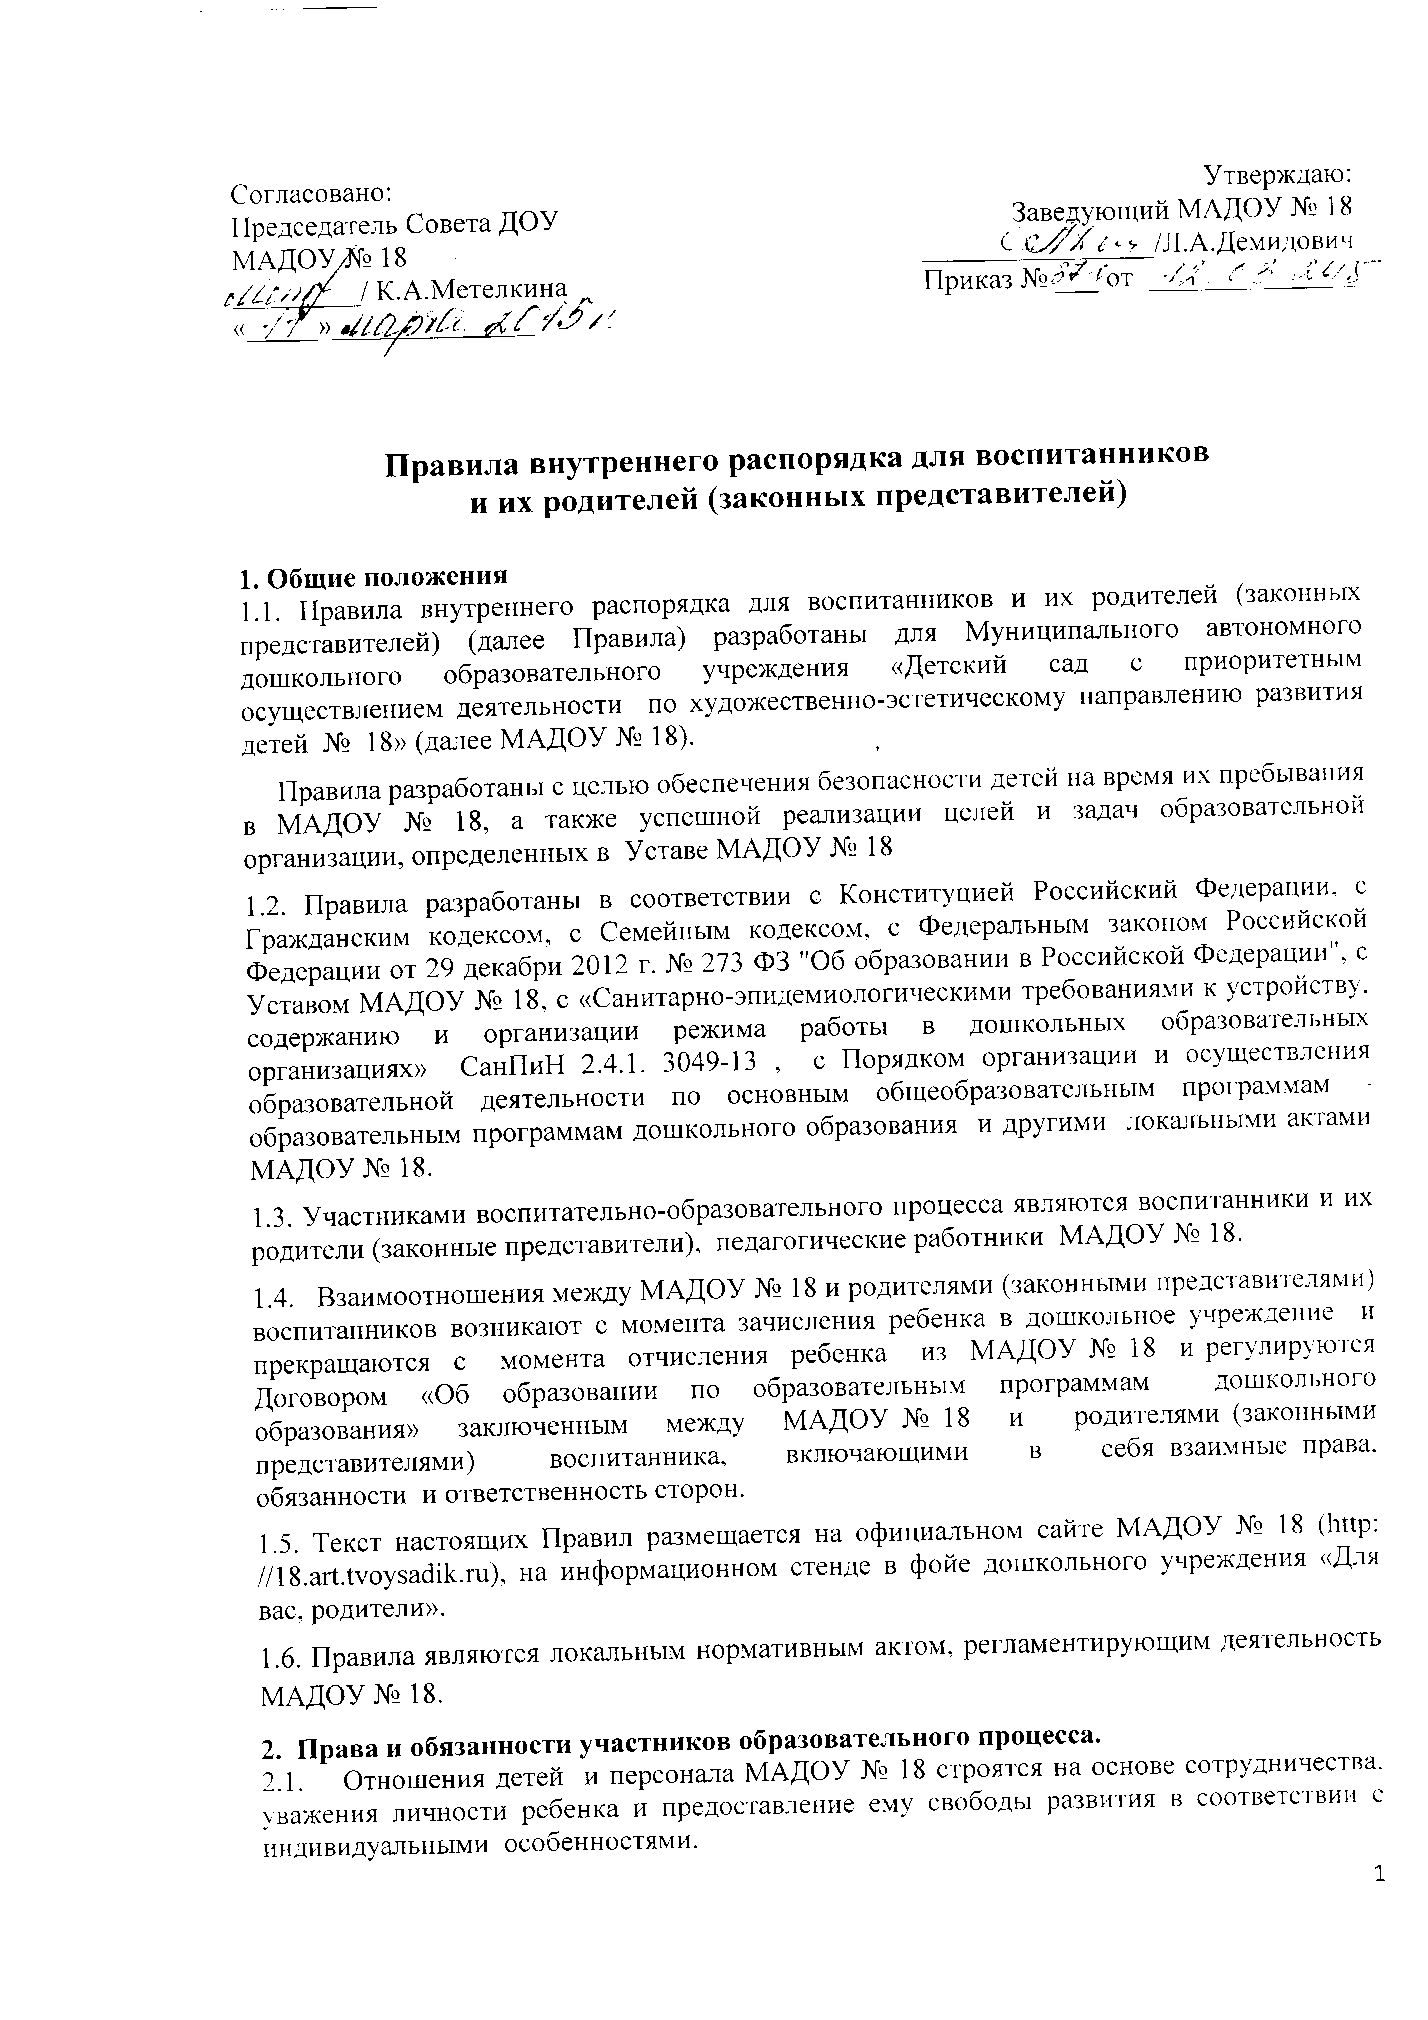 Согласовано:
Председатель Совета ДОУ
МАДОУ № 18
/ К.А.Метелкина
« 11 » марта 2015 г.
Утверждаю:
Заведующий МАДОУ № 18
/Л.А.Демидович
Приказ № от 12. 03. 2015
Правила внутреннего распорядка для воспитанников
и их родителей (законных представителей)
1. Общие положения
1.1. Правила внутреннего распорядка для воспитанников и их родителей (законных
представителей) (далее Правила) разработаны для Муниципального автономного
дошкольного образовательного учреждения «Детский сад с приоритетным
осуществлением деятельности по художественно-эстетическому направлению развития
детей № 18» (далее МАДОУ № 18).
Правила разработаны с целью обеспечения безопасности детей на время их пребывания
в МАДОУ № 18, а также успешной реализации целей и задач образовательной
организации, определенных в Уставе МАДОУ № 18
1.2. Правила разработаны в соответствии с Конституцией Российский Федерации, с
Гражданским кодексом, с Семейным кодексом, с Федеральным законом Российской
Федерации от 29 декабри 2012 г. № 273 ФЗ "Об образовании в Российской Федерации", с
Уставом МАДОУ № 18, с «Санитарно-эпидемиологическими требованиями к устройству,
содержанию и организации режима работы в дошкольных образовательных
организациях» СанПиН 2.4.1. 3049-13 , с Порядком организации и осуществления
образовательной деятельности по основным общеобразовательным программам -
образовательным программам дошкольного образования и другими локальными актами
МАДОУ № 18.
1.3. Участниками воспитательно-образовательного процесса являются воспитанники и их
родители (законные представители), педагогические работники МАДОУ № 18.
1.4. Взаимоотношения между МАДОУ № 18 и родителями (законными представителями)
воспитанников возникают с момента зачисления ребенка в дошкольное учреждение и
прекращаются с момента отчисления ребенка из МАДОУ № 18 и регулируются
Договором «Об образовании по образовательным программам дошкольного
образования» заключенным между МАДОУ № 18 и родителями (законными
представителями) воспитанника, включающими в себя взаимные права,
обязанности и ответственность сторон.
1.5. Текст настоящих Правил размещается на официальном сайте МАДОУ № 18 (http:
//18.art.tvoysadik.ru), на информационном стенде в фойе дошкольного учреждения «Для
вас, родители».
1.6. Правила являются локальным нормативным актом, регламентирующим деятельность
МАДОУ № 18.
2. Права и обязанности участников образовательного процесса.
2.1. Отношения детей и персонала МАДОУ № 18 строятся на основе сотрудничества,
уважения личности ребенка и предоставление ему свободы развития в соответствии с
индивидуальными особенностями.
1